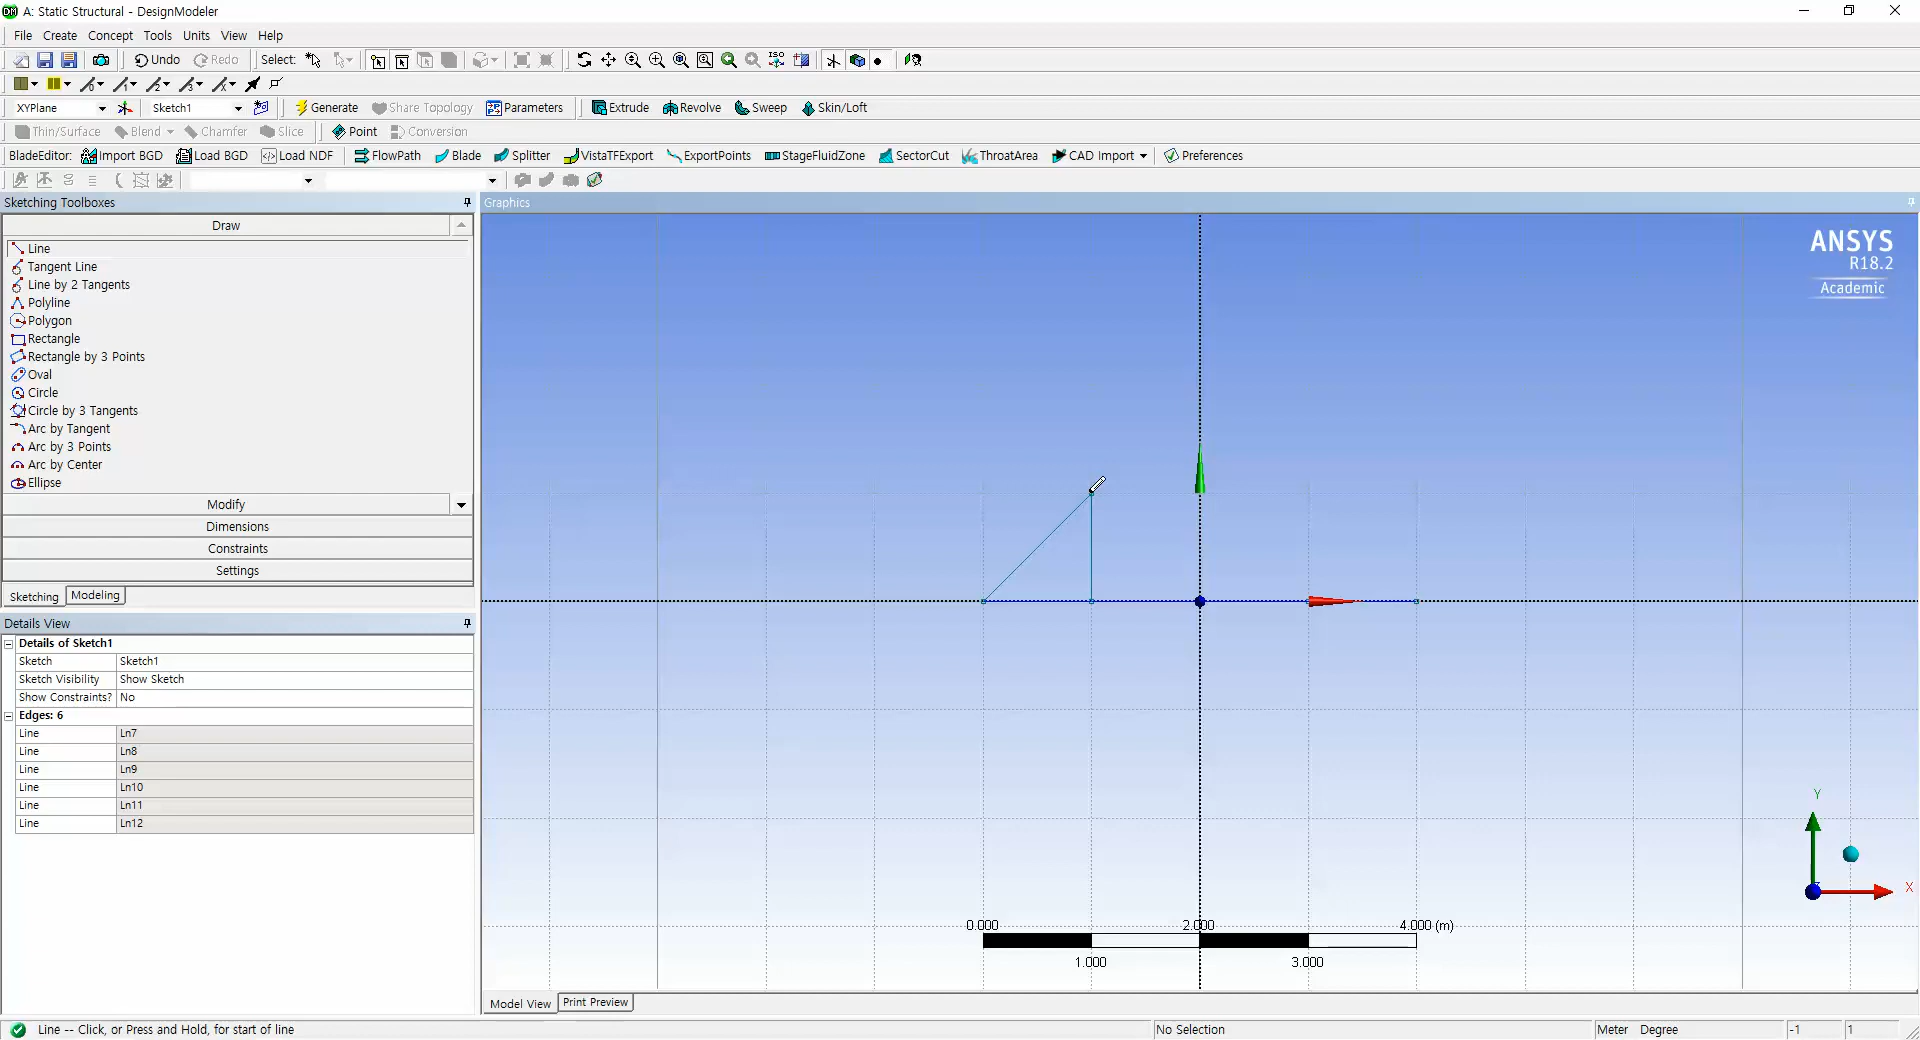 A: Static Structural - DesignModeler
File Create Concept Tools Units View Help
Undo Redo Select:
XYPlane Sketch1 Generate Share Topology Parameters Extrude Revolve Sweep Skin/Loft
Thin/Surface Blend Chamfer Slice Point Conversion
BladeEditor: Import BGD Load BGD Load NDF FlowPath Blade Splitter VistaTFExport ExportPoints StageFluidZone SectorCut ThroatArea CAD Import Preferences
Sketching Toolboxes
Draw
Line
Tangent Line
Line by 2 Tangents
Polyline
Polygon
Rectangle
Rectangle by 3 Points
Oval
Circle
Circle by 3 Tangents
Arc by Tangent
Arc by 3 Points
Arc by Center
Ellipse
Modify
Dimensions
Constraints
Settings
Sketching Modeling
Details View
Details of Sketch1
Sketch Sketch1
Sketch Visibility Show Sketch
Show Constraints? No
Edges: 6
Line Ln7
Line Ln8
Line Ln9
Line Ln10
Line Ln11
Line Ln12
Graphics
ANSYS
R18.2
Academic
Y
X
0.000 2.000 4.000 (m)
1.000 3.000
Model View Print Preview
Line -- Click, or Press and Hold, for start of line No Selection Meter Degree -1 1